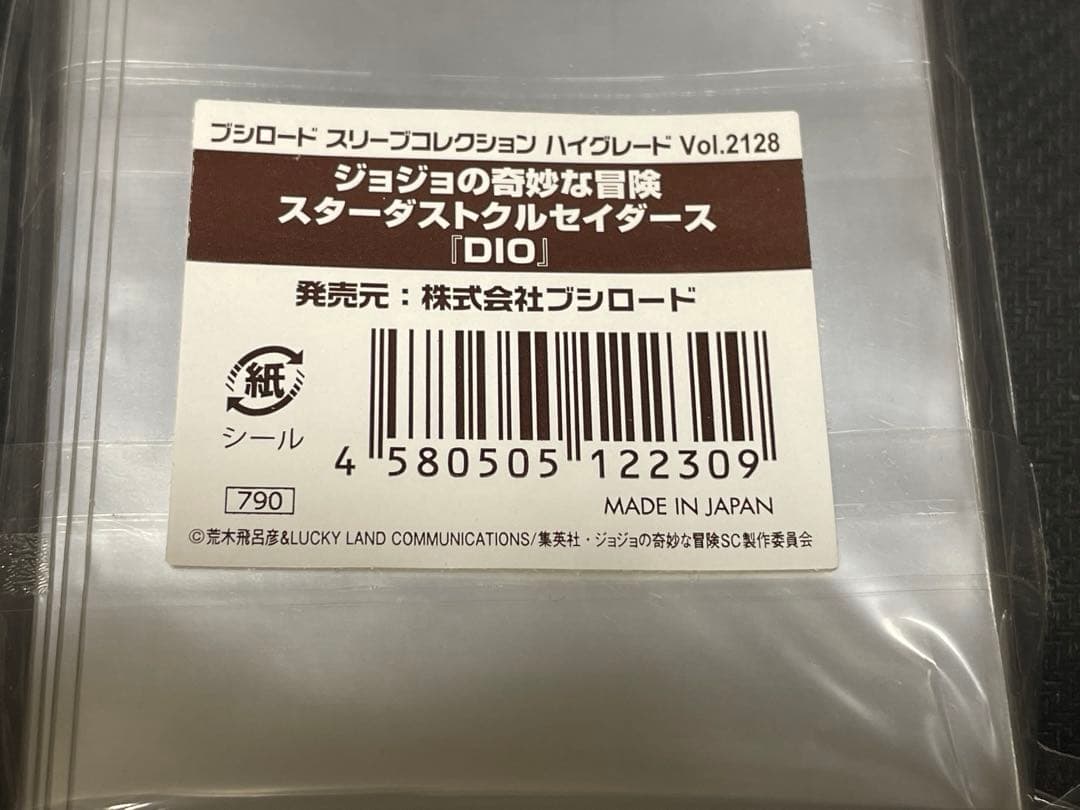 ブシロード スリーブコレクション ハイグレード Vol.2128
ジョジョの奇妙な冒険
スターダストクルセイダース
『DIO』
発売元：株式会社ブシロード
紙
シール
4 580505 122309
790
MADE IN JAPAN
©荒木飛呂彦&LUCKY LAND COMMUNICATIONS/集英社・ジョジョの奇妙な冒険SC製作委員会